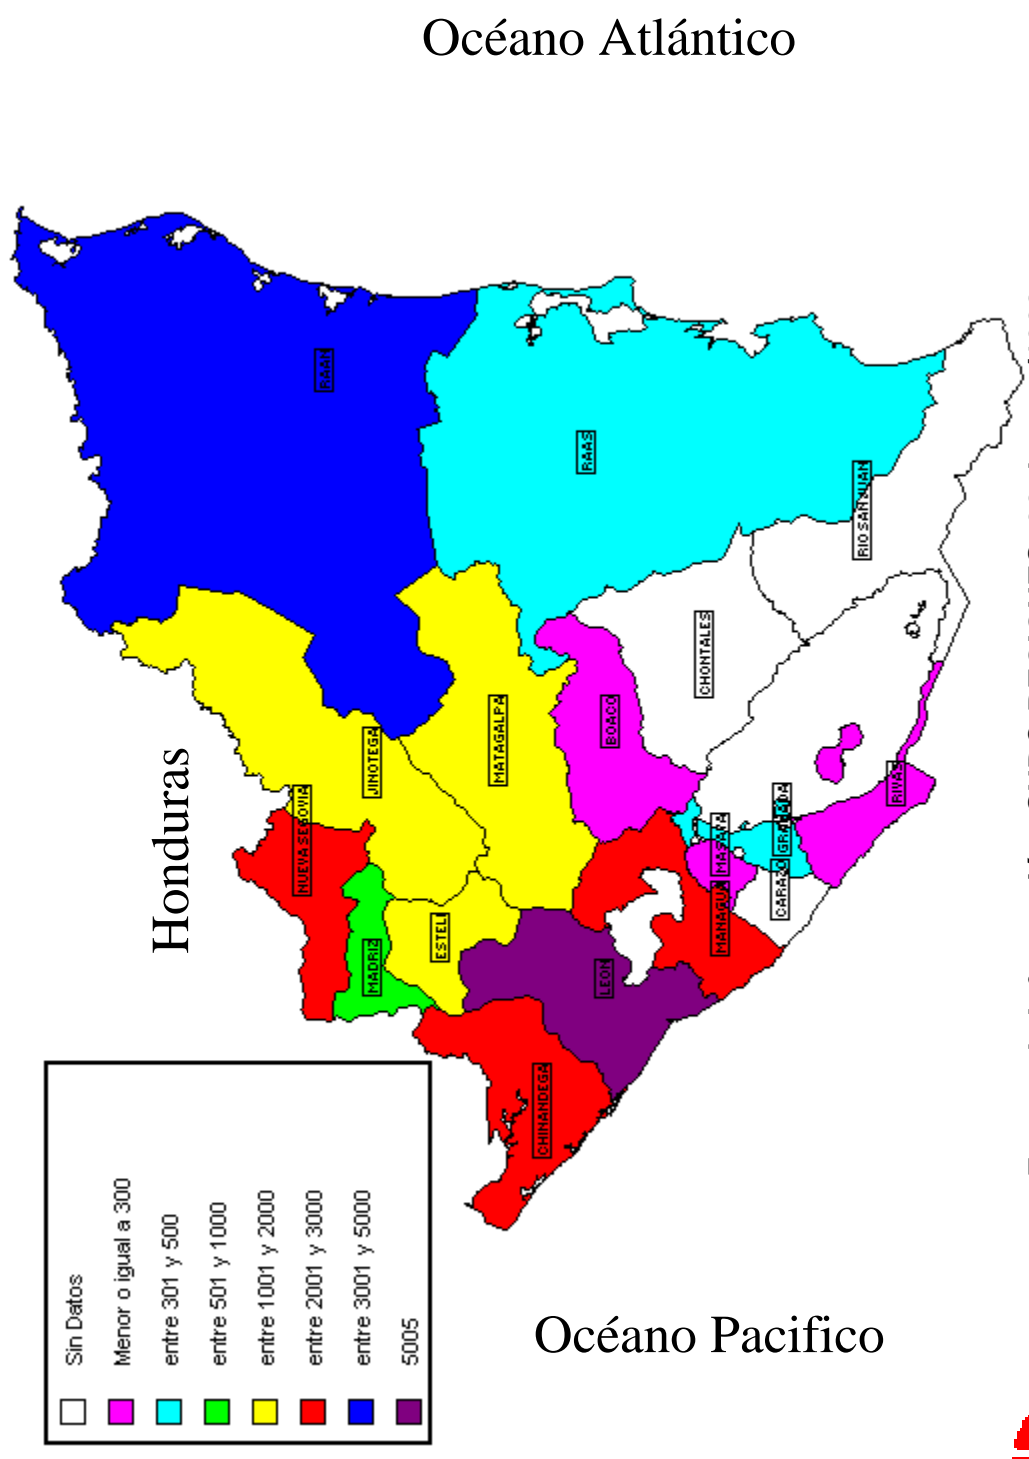 Océano Atlántico
Honduras
Océano Pacifico
RAAN
RAAS
RIO SAN JUAN
CHONTALES
BOACO
MATAGALPA
JINOTEGA
NUEVA SEGOVIA
MADRIZ
ESTELI
LEON
CHINANDEGA
MANAGUA
MASAYA
GRANADA
CARAZO
RIVAS
Sin Datos
Menor o igual a 300
entre 301 y 500
entre 501 y 1000
entre 1001 y 2000
entre 2001 y 3000
entre 3001 y 5000
5005